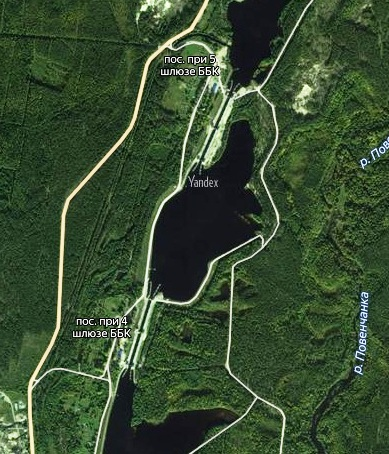 пос. при 5
шлюзе ББК
р. Пов
Yandex
пос. при 4
шлюзе ББК
р. Повенчанка